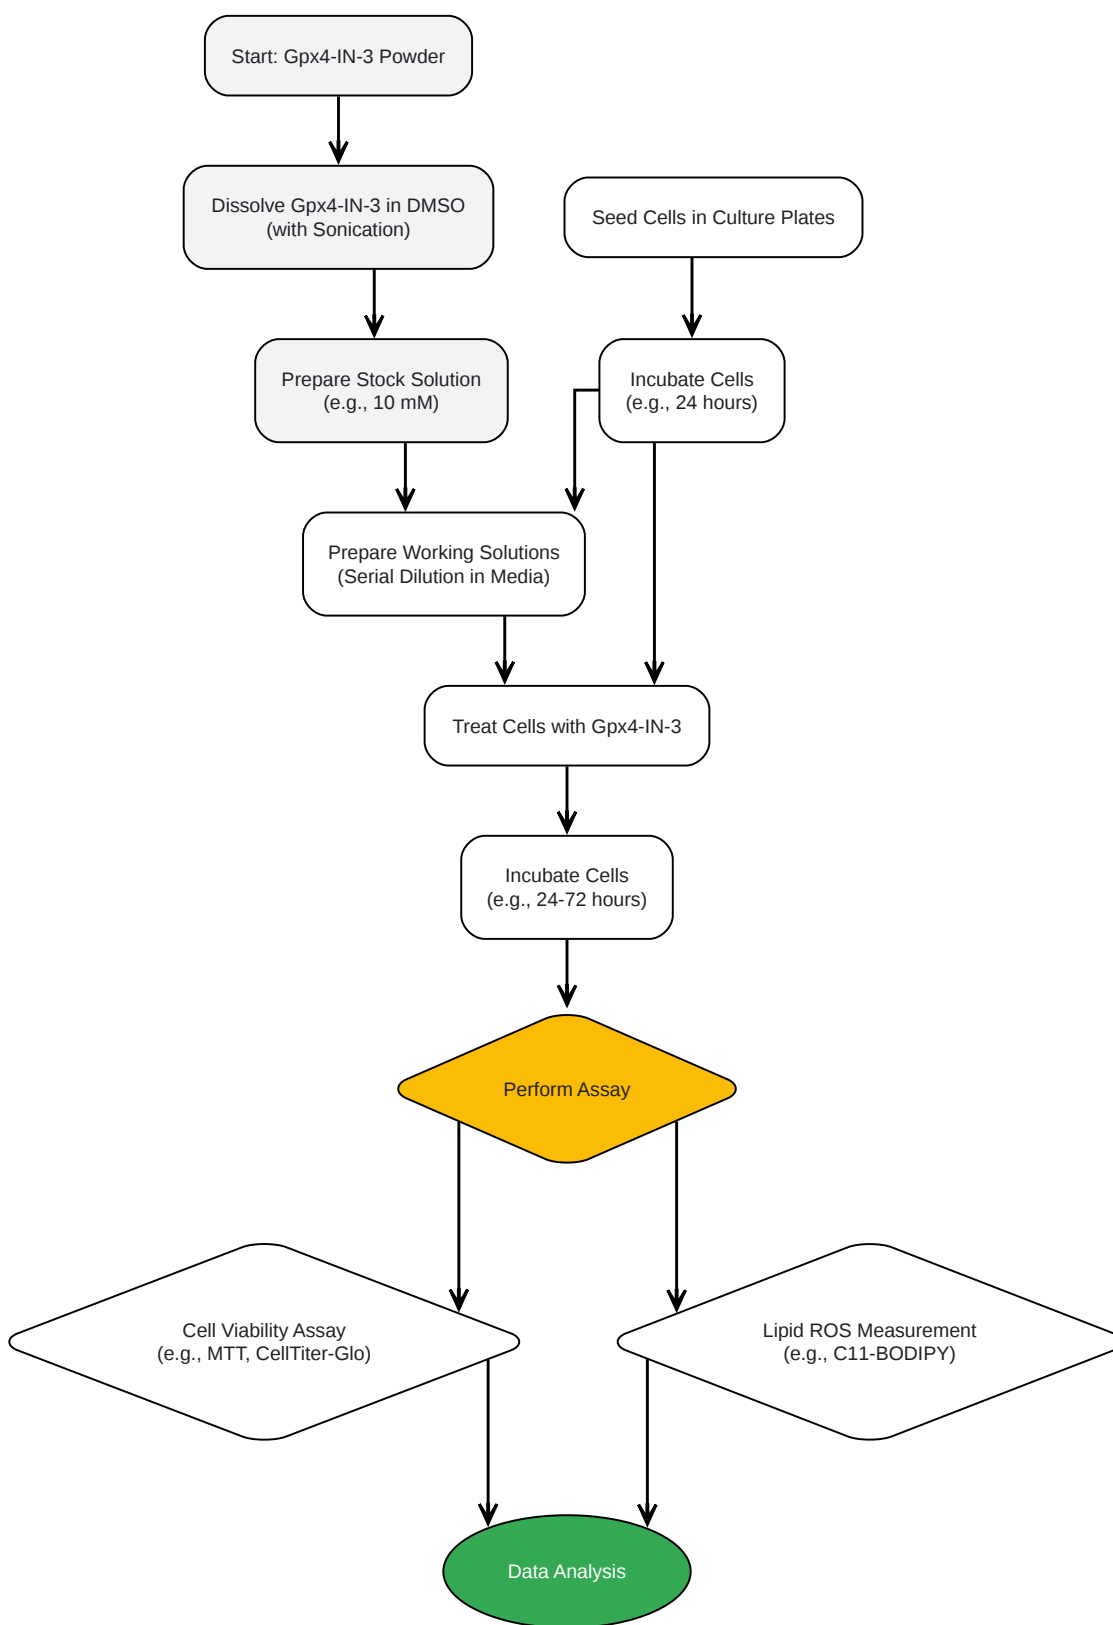 Start: Gpx4-IN-3 Powder
Dissolve Gpx4-IN-3 in DMSO
(with Sonication)
Seed Cells in Culture Plates
Prepare Stock Solution
(e.g., 10 mM)
Incubate Cells
(e.g., 24 hours)
Prepare Working Solutions
(Serial Dilution in Media)
Treat Cells with Gpx4-IN-3
Incubate Cells
(e.g., 24-72 hours)
Perform Assay
Cell Viability Assay
(e.g., MTT, CellTiter-Glo)
Lipid ROS Measurement
(e.g., C11-BODIPY)
Data Analysis